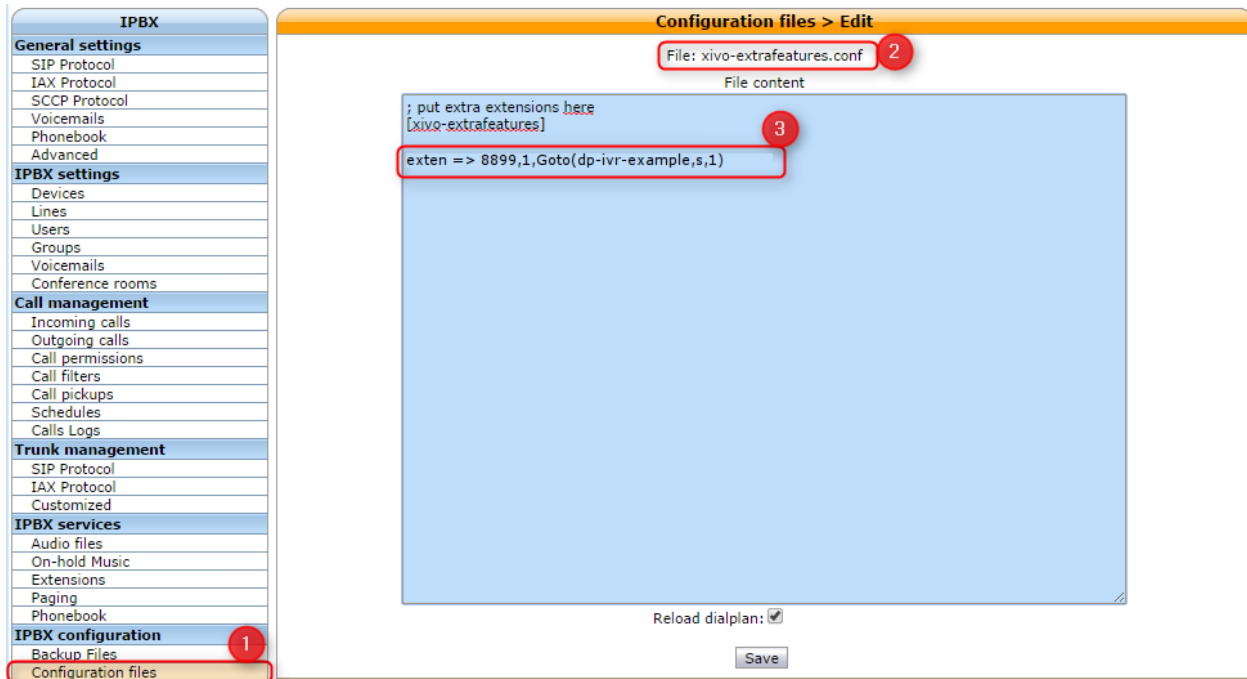 IPBX
General settings
SIP Protocol
IAX Protocol
SCCP Protocol
Voicemails
Phonebook
Advanced
IPBX settings
Devices
Lines
Users
Groups
Voicemails
Conference rooms
Call management
Incoming calls
Outgoing calls
Call permissions
Call filters
Call pickups
Schedules
Calls Logs
Trunk management
SIP Protocol
IAX Protocol
Customized
IPBX services
Audio files
On-hold Music
Extensions
Paging
Phonebook
IPBX configuration
1
Backup Files
Configuration files
Configuration files > Edit
File: xivo-extrafeatures.conf
2
File content
; put extra extensions here
[xivo-extrafeatures]
3
exten => 8899,1,Goto(dp-ivr-example,s,1)
Reload dialplan:
Save